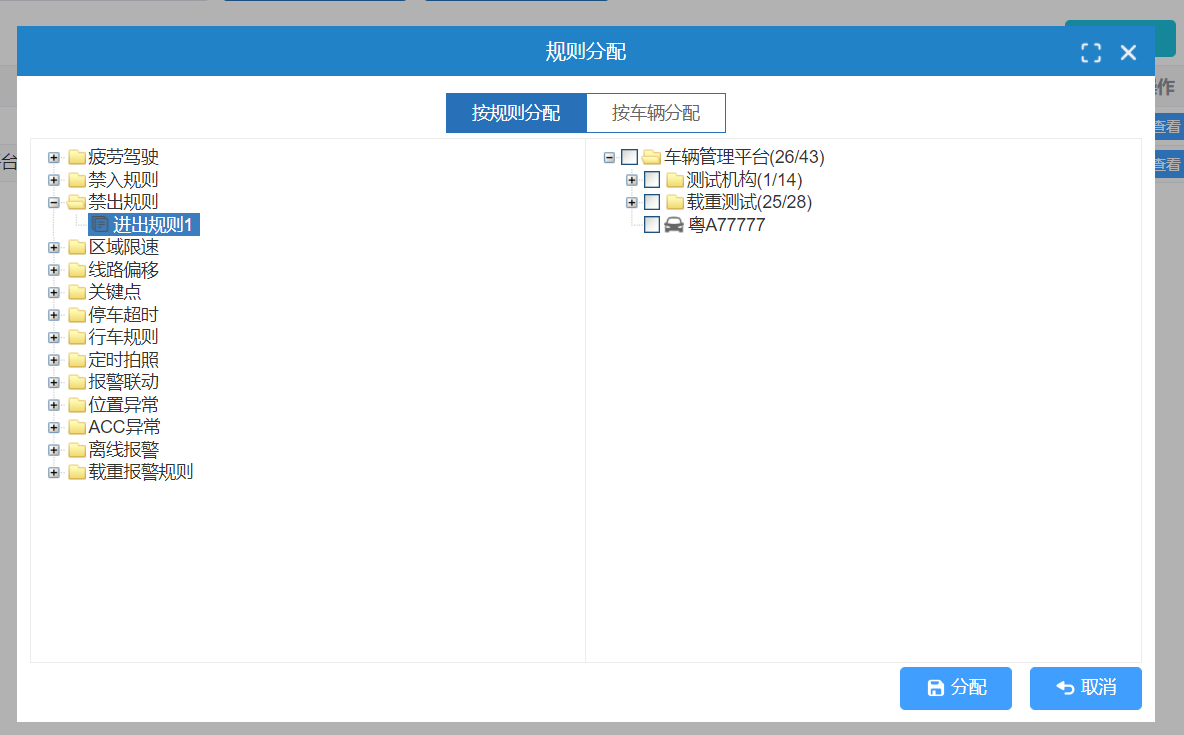 规则分配
作
按规则分配
按车辆分配
查看
台
查看
疲劳驾驶
禁入规则
禁出规则
进出规则1
区域限速
线路偏移
关键点
停车超时
行车规则
定时拍照
报警联动
位置异常
ACC异常
离线报警
载重报警规则
车辆管理平台(26/43)
测试机构(1/14)
载重测试(25/28)
粤A77777
分配
取消